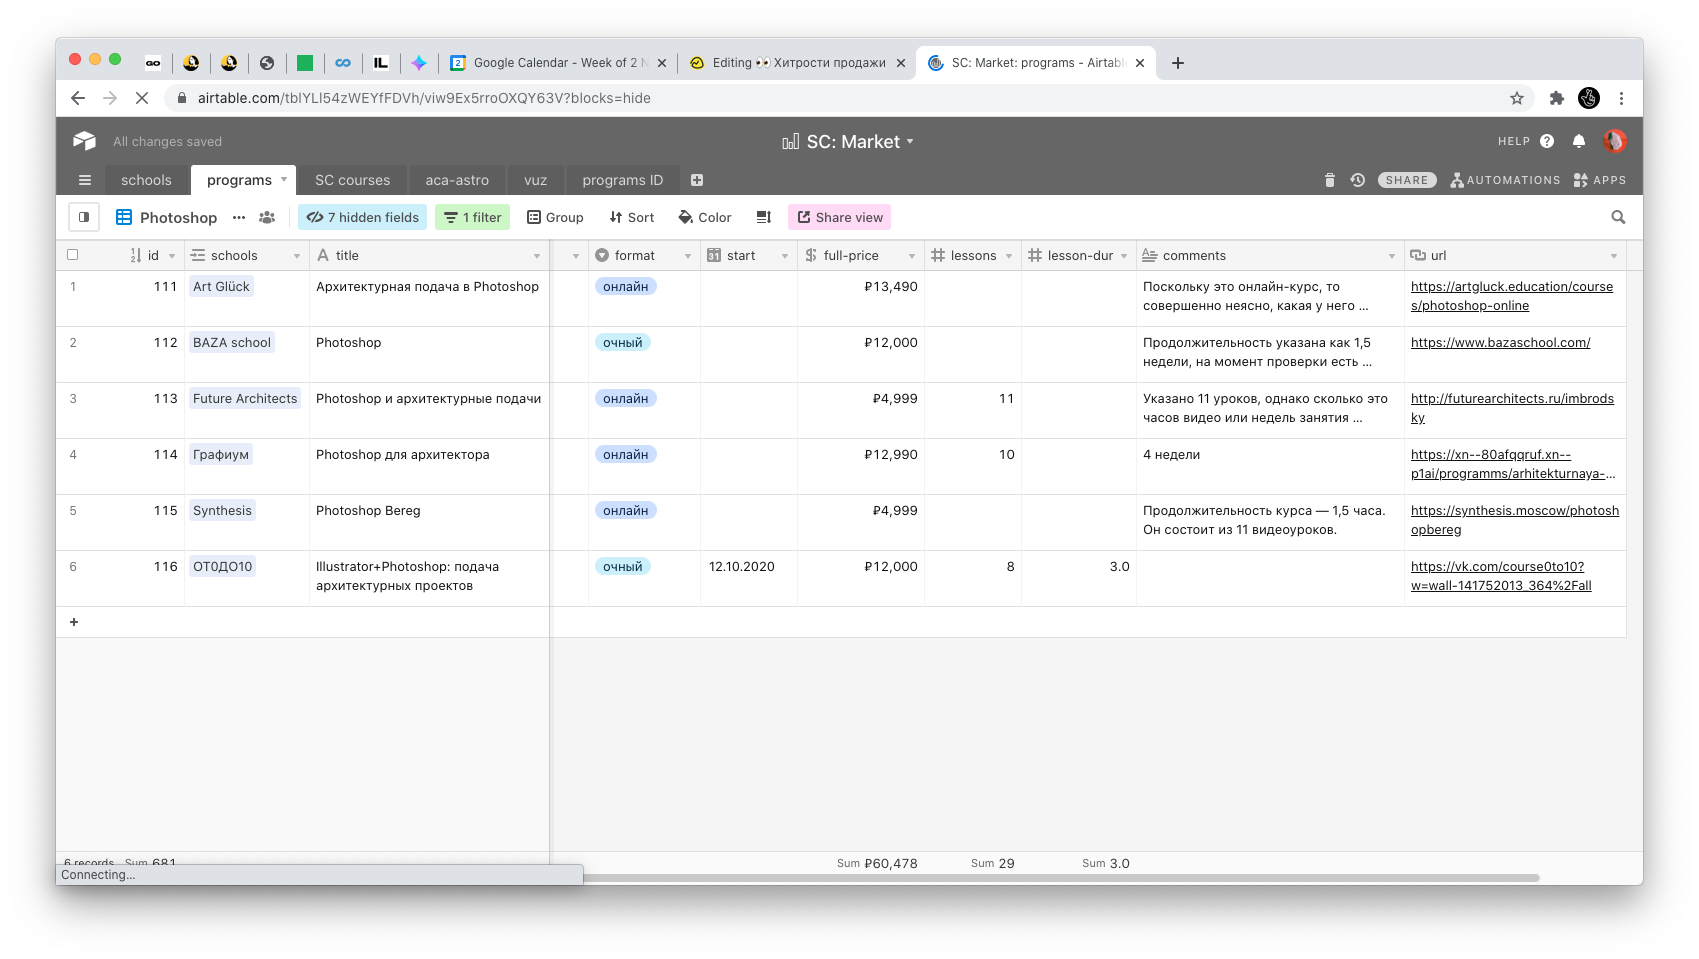 GO
IL
2
Google Calendar - Week of 2 N
Editing 👀 Хитрости продажи
SC: Market: programs - Airtable
airtable.com/tblYLI54zWEYfFDVh/viw9Ex5rroOXQY63V?blocks=hide
All changes saved
SC: Market
HELP
schools
programs
SC courses
aca-astro
vuz
programs ID
SHARE
AUTOMATIONS
APPS
Photoshop
7 hidden fields
1 filter
Group
Sort
Color
Share view
id schools title format start full-price lessons lesson-dur comments url
1 111 Art Glück Архитектурная подача в Photoshop онлайн ₽13,490 Поскольку это онлайн-курс, то https://artgluck.education/course
совершенно неясно, какая у него ... s/photoshop-online
2 112 BAZA school Photoshop очный ₽12,000 Продолжительность указана как 1,5 https://www.bazaschool.com/
недели, на момент проверки есть ...
3 113 Future Architects Photoshop и архитектурные подачи онлайн ₽4,999 11 Указано 11 уроков, однако сколько это http://futurearchitects.ru/imbrods
часов видео или недель занятия ... ky
4 114 Графиум Photoshop для архитектора онлайн ₽12,990 10 4 недели https://xn--80afqqruf.xn--
p1ai/programms/arhitekturnaya-...
5 115 Synthesis Photoshop Bereg онлайн ₽4,999 Продолжительность курса — 1,5 часа. https://synthesis.moscow/photosh
Он состоит из 11 видеоуроков. opbereg
6 116 ОТ0ДО10 Illustrator+Photoshop: подача очный 12.10.2020 ₽12,000 8 3.0 https://vk.com/course0to10?
архитектурных проектов w=wall-141752013_364%2Fall
+
6 records Sum 681 Sum ₽60,478 Sum 29 Sum 3.0
Connecting...